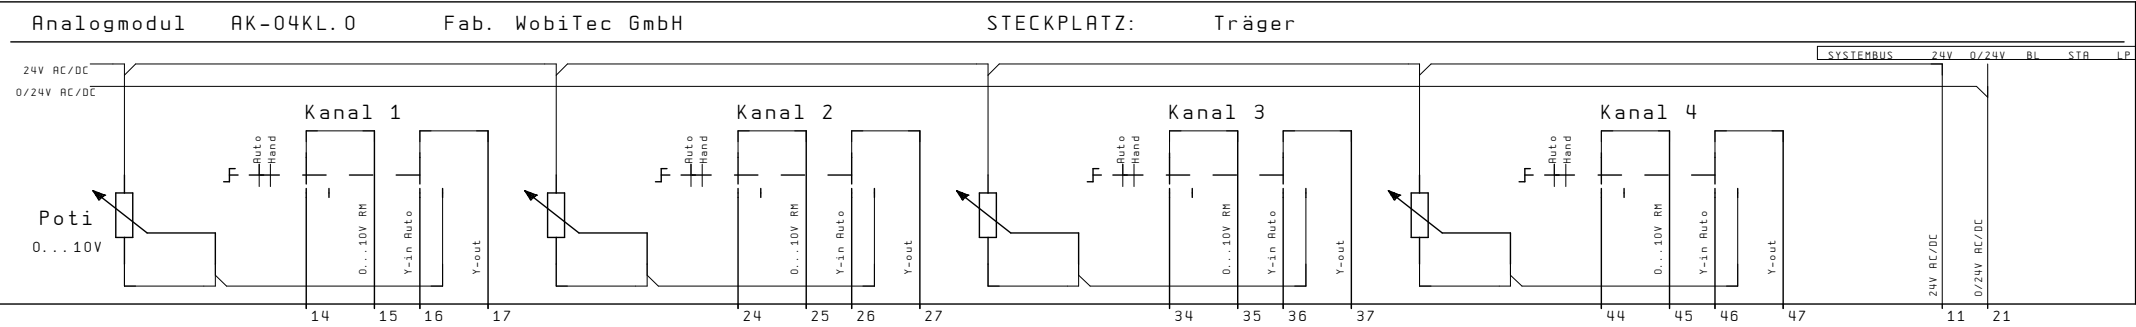 Analogmodul AK-04KL.0 Fab. WobiTec GmbH STECKPLATZ: Träger
SYSTEMBUS 24V 0/24V BL STA LP
24V AC/DC
0/24V AC/DC
Kanal 1 Kanal 2 Kanal 3 Kanal 4
Auto Hand Auto Hand Auto Hand Auto Hand
Poti
0...10V
0...10V RM Y-in Auto Y-out 0...10V RM Y-in Auto Y-out 0...10V RM Y-in Auto Y-out 0...10V RM Y-in Auto Y-out 24V AC/DC 0/24V AC/DC
14 15 16 17 24 25 26 27 34 35 36 37 44 45 46 47 11 21